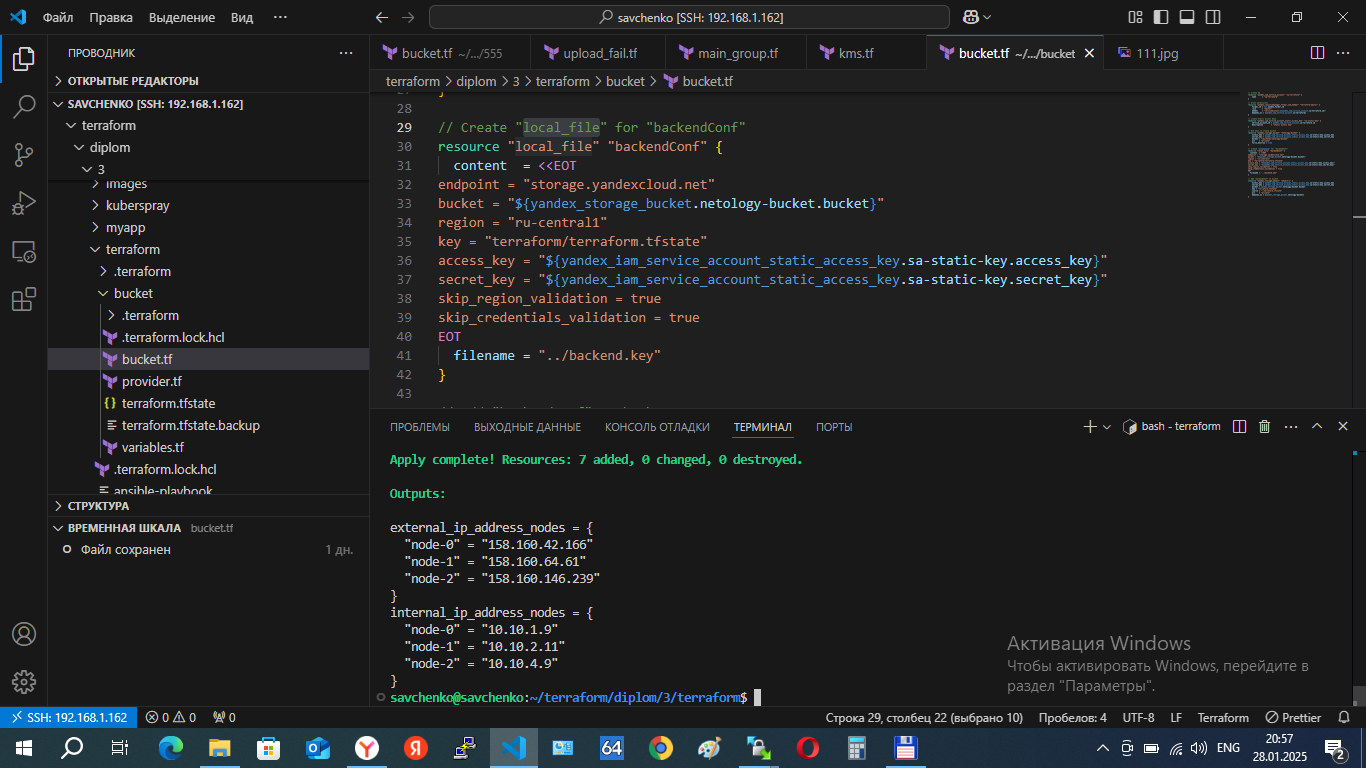 Файл Правка Выделение Вид ··· savchenko [SSH: 192.168.1.162]
ПРОВОДНИК ···
ОТКРЫТЫЕ РЕДАКТОРЫ
SAVCHENKO [SSH: 192.168.1.162]
terraform
diplom
3
images
kuberspray
myapp
terraform
.terraform
bucket
.terraform
.terraform.lock.hcl
bucket.tf
provider.tf
{} terraform.tfstate
terraform.tfstate.backup
variables.tf
.terraform.lock.hcl
ansible-playbook
СТРУКТУРА
ВРЕМЕННАЯ ШКАЛА bucket.tf
Файл сохранен 1 дн.
bucket.tf ~/.../555 upload_fail.tf main_group.tf kms.tf bucket.tf ~/.../bucket 111.jpg
terraform > diplom > 3 > terraform > bucket > bucket.tf
27 }
28
29 // Create "local_file" for "backendConf"
30 resource "local_file" "backendConf" {
31 content = <<EOT
32 endpoint = "storage.yandexcloud.net"
33 bucket = "${yandex_storage_bucket.netology-bucket.bucket}"
34 region = "ru-central1"
35 key = "terraform/terraform.tfstate"
36 access_key = "${yandex_iam_service_account_static_access_key.sa-static-key.access_key}"
37 secret_key = "${yandex_iam_service_account_static_access_key.sa-static-key.secret_key}"
38 skip_region_validation = true
39 skip_credentials_validation = true
40 EOT
41 filename = "../backend.key"
42 }
43
ПРОБЛЕМЫ ВЫХОДНЫЕ ДАННЫЕ КОНСОЛЬ ОТЛАДКИ ТЕРМИНАЛ ПОРТЫ bash - terraform
Apply complete! Resources: 7 added, 0 changed, 0 destroyed.
Outputs:
external_ip_address_nodes = {
"node-0" = "158.160.42.166"
"node-1" = "158.160.64.61"
"node-2" = "158.160.146.239"
}
internal_ip_address_nodes = {
"node-0" = "10.10.1.9"
"node-1" = "10.10.2.11"
"node-2" = "10.10.4.9"
}
savchenko@savchenko:~/terraform/diplom/3/terraform$
Активация Windows
Чтобы активировать Windows, перейдите в
раздел "Параметры".
SSH: 192.168.1.162 0 0 0 Строка 29, столбец 22 (выбрано 10) Пробелов: 4 UTF-8 LF Terraform Prettier
64 ENG 20:57
28.01.2025 2